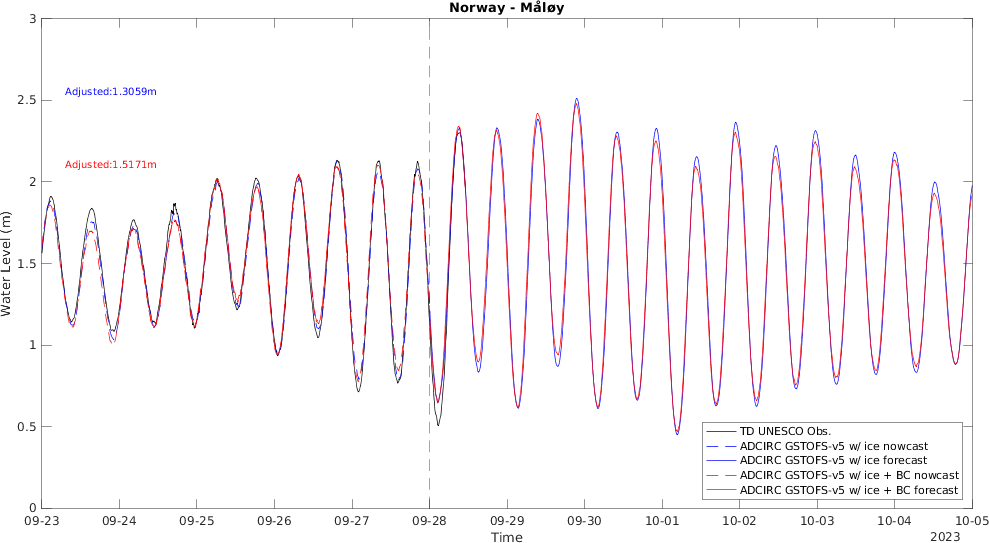 Norway - Måløy
3
2.5
2
1.5
1
0.5
0
Water Level (m)
Adjusted:1.3059m
Adjusted:1.5171m
TD UNESCO Obs.
ADCIRC GSTOFS-v5 w/ ice nowcast
ADCIRC GSTOFS-v5 w/ ice forecast
ADCIRC GSTOFS-v5 w/ ice + BC nowcast
ADCIRC GSTOFS-v5 w/ ice + BC forecast
09-23 09-24 09-25 09-26 09-27 09-28 09-29 09-30 10-01 10-02 10-03 10-04 10-05
Time
2023